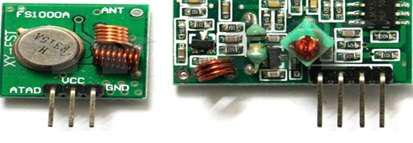 FS1000A
ANT
XY-FST
VCC
ATAD
GND